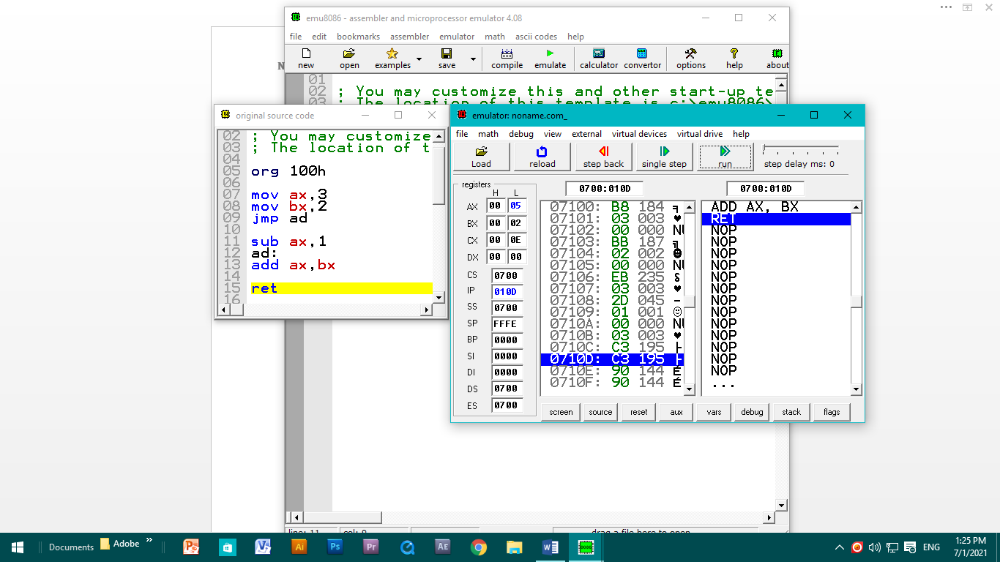 emu8086 - assembler and microprocessor emulator 4.08
file edit bookmarks assembler emulator math ascii codes help
new open examples save compile emulate calculator convertor options help about
01
02 ; You may customize this and other start-up te
03 ; The location of this template is c:\emu8086\
original source code
02 ; You may customize
03 ; The location of t
04
05 org 100h
06
07 mov ax,3
08 mov bx,2
09 jmp ad
10
11 sub ax,1
12 ad:
13 add ax,bx
14
15 ret
16
emulator: noname.com_
file math debug view external virtual devices virtual drive help
Load reload step back single step run step delay ms: 0
registers
H L
AX 00 05
BX 00 02
CX 00 0E
DX 00 00
CS 0700
IP 010D
SS 0700
SP FFFE
BP 0000
SI 0000
DI 0000
DS 0700
ES 0700
0700:010D 0700:010D
07100: B8 184 ╕
07101: 03 003 ♥
07102: 00 000 NU
07103: BB 187 ╗
07104: 02 002 ☻
07105: 00 000 NU
07106: EB 235 δ
07107: 03 003 ♥
07108: 2D 045 -
07109: 01 001 ☺
0710A: 00 000 NU
0710B: 03 003 ♥
0710C: C3 195 ├
0710D: C3 195 ├
0710E: 90 144 É
0710F: 90 144 É
ADD AX, BX
RET
NOP
NOP
NOP
NOP
NOP
NOP
NOP
NOP
NOP
NOP
NOP
NOP
NOP
...
screen source reset aux vars debug stack flags
line: 11 col: 9 drag a file here to open
Documents Adobe » ENG 1:25 PM
7/1/2021